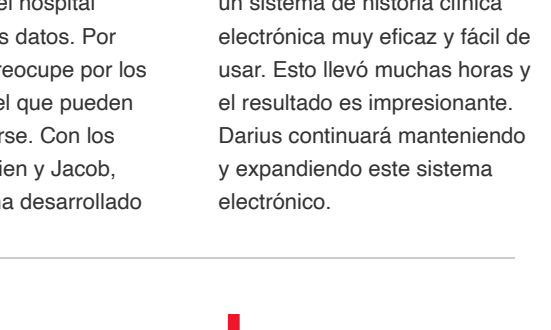 el hospital
s datos. Por
reocupe por los
el que pueden
rse. Con los
ien y Jacob,
a desarrollado
un sistema de historia clínica
electrónica muy eficaz y fácil de
usar. Esto llevó muchas horas y
el resultado es impresionante.
Darius continuará manteniendo
y expandiendo este sistema
electrónico.